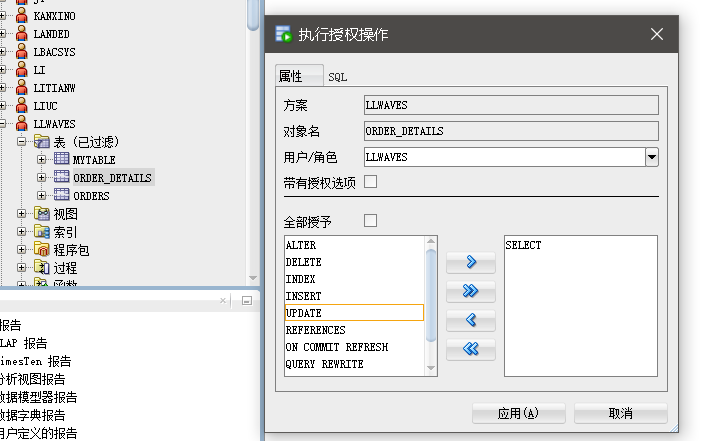 KANXINO
LANDED
LBACSYS
LI
LITIANW
LIUC
LLWAVES
表 (已过滤)
MYTABLE
ORDER_DETAILS
ORDERS
视图
索引
程序包
过程
函数
报告
LAP 报告
imesTen 报告
分析视图报告
数据模型器报告
数据字典报告
用户定义的报告
执行授权操作
属性
SQL
方案
LLWAVES
对象名
ORDER_DETAILS
用户/角色
LLWAVES
带有授权选项
全部授予
ALTER
DELETE
INDEX
INSERT
UPDATE
REFERENCES
ON COMMIT REFRESH
QUERY REWRITE
SELECT
应用(A)
取消